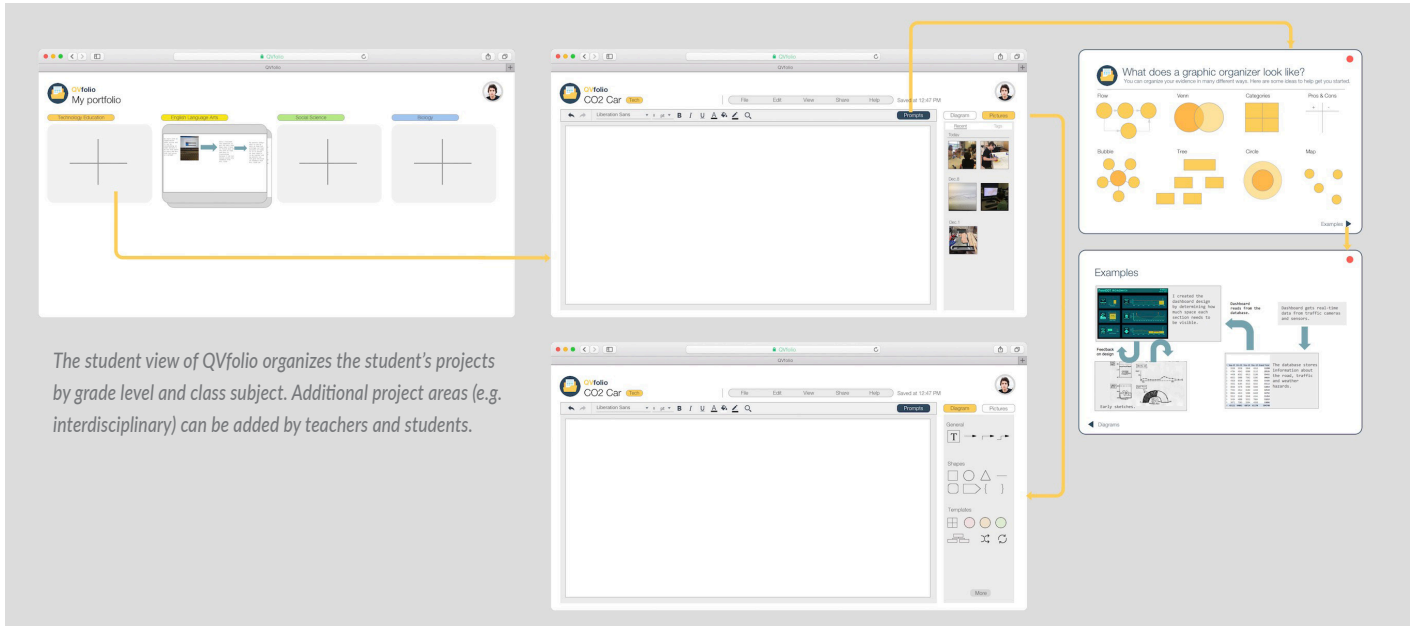 QVfolio
QVfolio
QVfolio
My portfolio
Technology Education
English Language Arts
Social Science
Biology
The student view of QVfolio organizes the student's projects
by grade level and class subject. Additional project areas (e.g.
interdisciplinary) can be added by teachers and students.
QVfolio
QVfolio
QVfolio
CO2 Car Tech
File Edit View Share Help Saved at 12:47 PM
Liberation Sans B I U A Prompts
Diagram Pictures
Recent Tags
Today
Dec 6
Dec 1
QVfolio
QVfolio
QVfolio
CO2 Car Tech
File Edit View Share Help Saved at 12:47 PM
Liberation Sans B I U A Prompts
Diagram Pictures
General
T
Shapes
Templates
More
What does a graphic organizer look like?
You can organize your evidence in many different ways. Here are some ideas to help get you started.
Flow Venn Categories Pros & Cons
+ -
Bubble Tree Circle Map
Examples
Examples
I created the
dashboard design
by determining how
much space each
section needs to
be visible.
Dashboard
reads from the
database.
Dashboard gets real-time
data from traffic cameras
and sensors.
Feedback
on design
Early sketches.
The database stores
information about
the road, traffic
and weather
hazards.
Diagrams